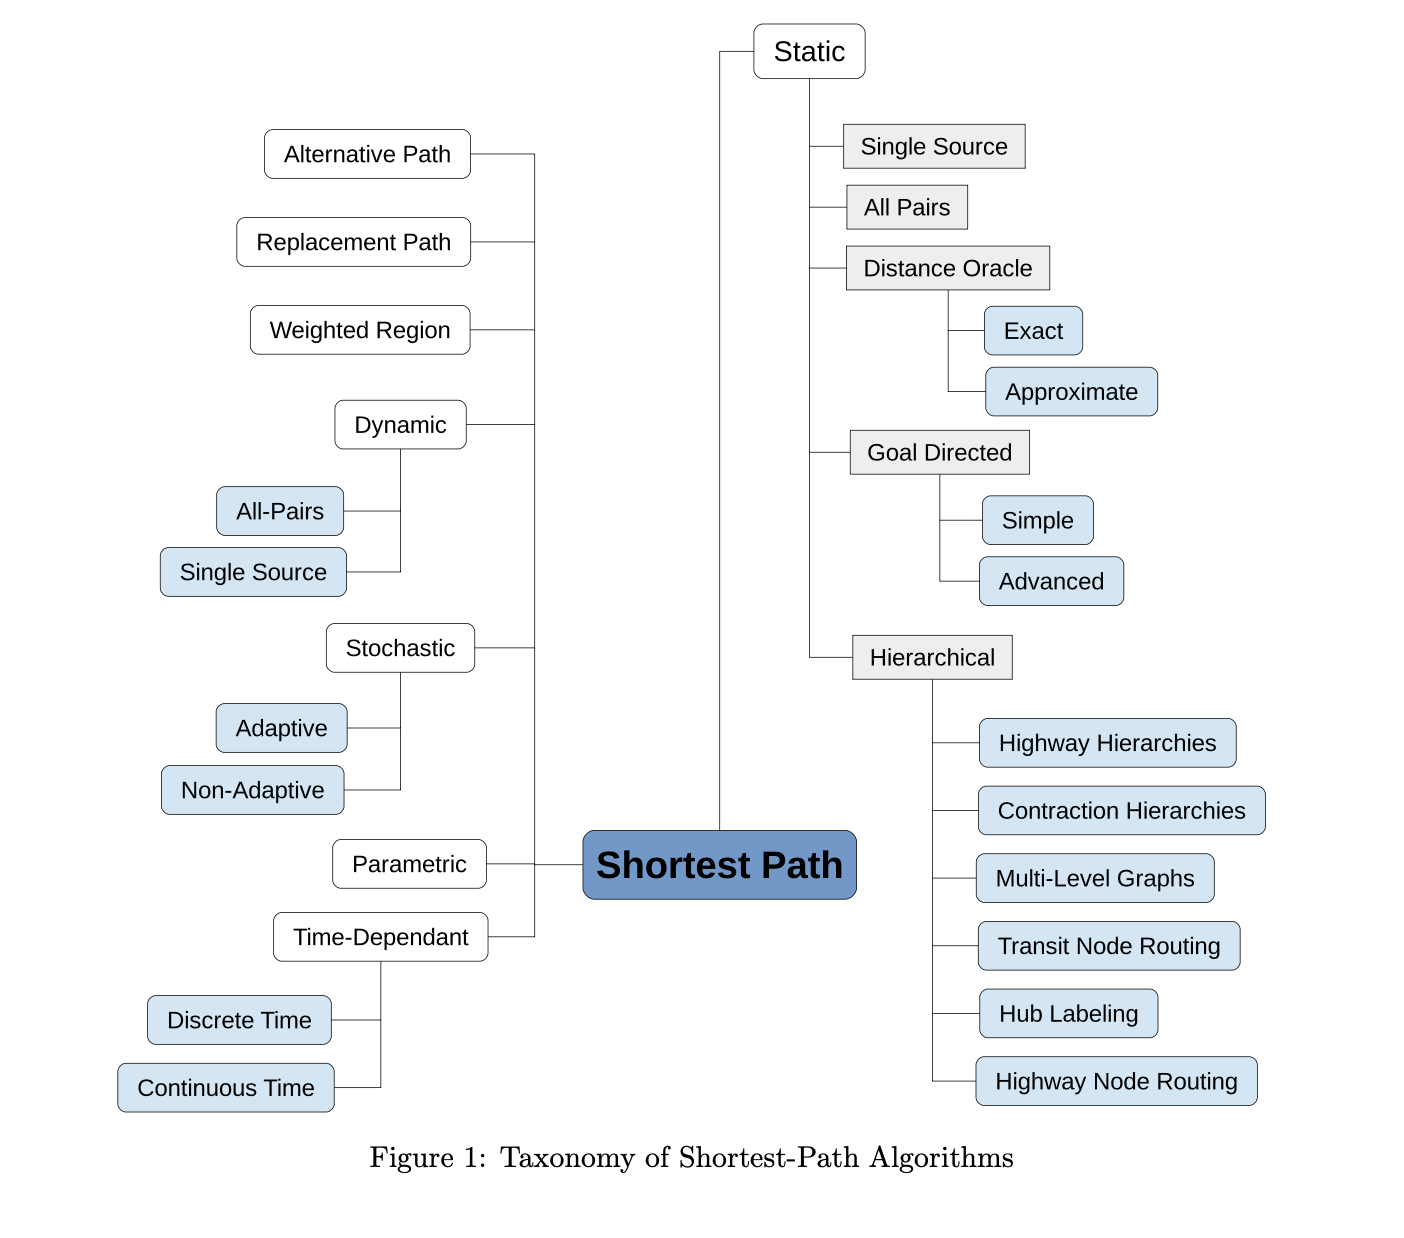 Static
Single Source
All Pairs
Distance Oracle
Exact
Approximate
Goal Directed
Simple
Advanced
Hierarchical
Highway Hierarchies
Contraction Hierarchies
Multi-Level Graphs
Transit Node Routing
Hub Labeling
Highway Node Routing
Alternative Path
Replacement Path
Weighted Region
Dynamic
All-Pairs
Single Source
Stochastic
Adaptive
Non-Adaptive
Parametric
Time-Dependant
Discrete Time
Continuous Time
Shortest Path
Figure 1: Taxonomy of Shortest-Path Algorithms